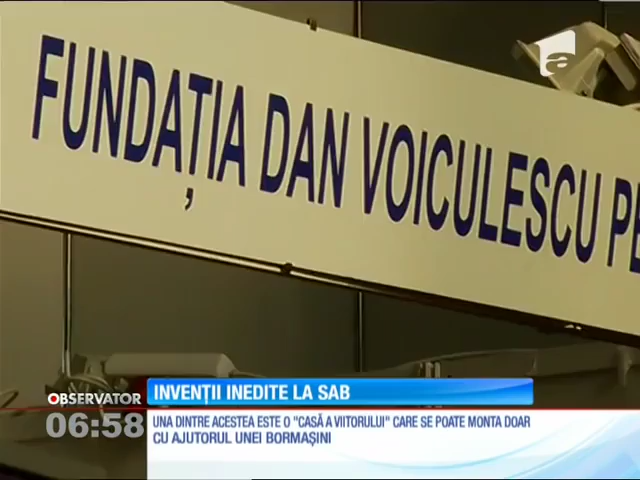 FUNDAȚIA DAN VOICULESCU PE
a
INVENȚII INEDITE LA SAB
OBSERVATOR
06:58
UNA DINTRE ACESTEA ESTE O "CASĂ A VIITORULUI" CARE SE POATE MONTA DOAR
CU AJUTORUL UNEI BORMAȘINI